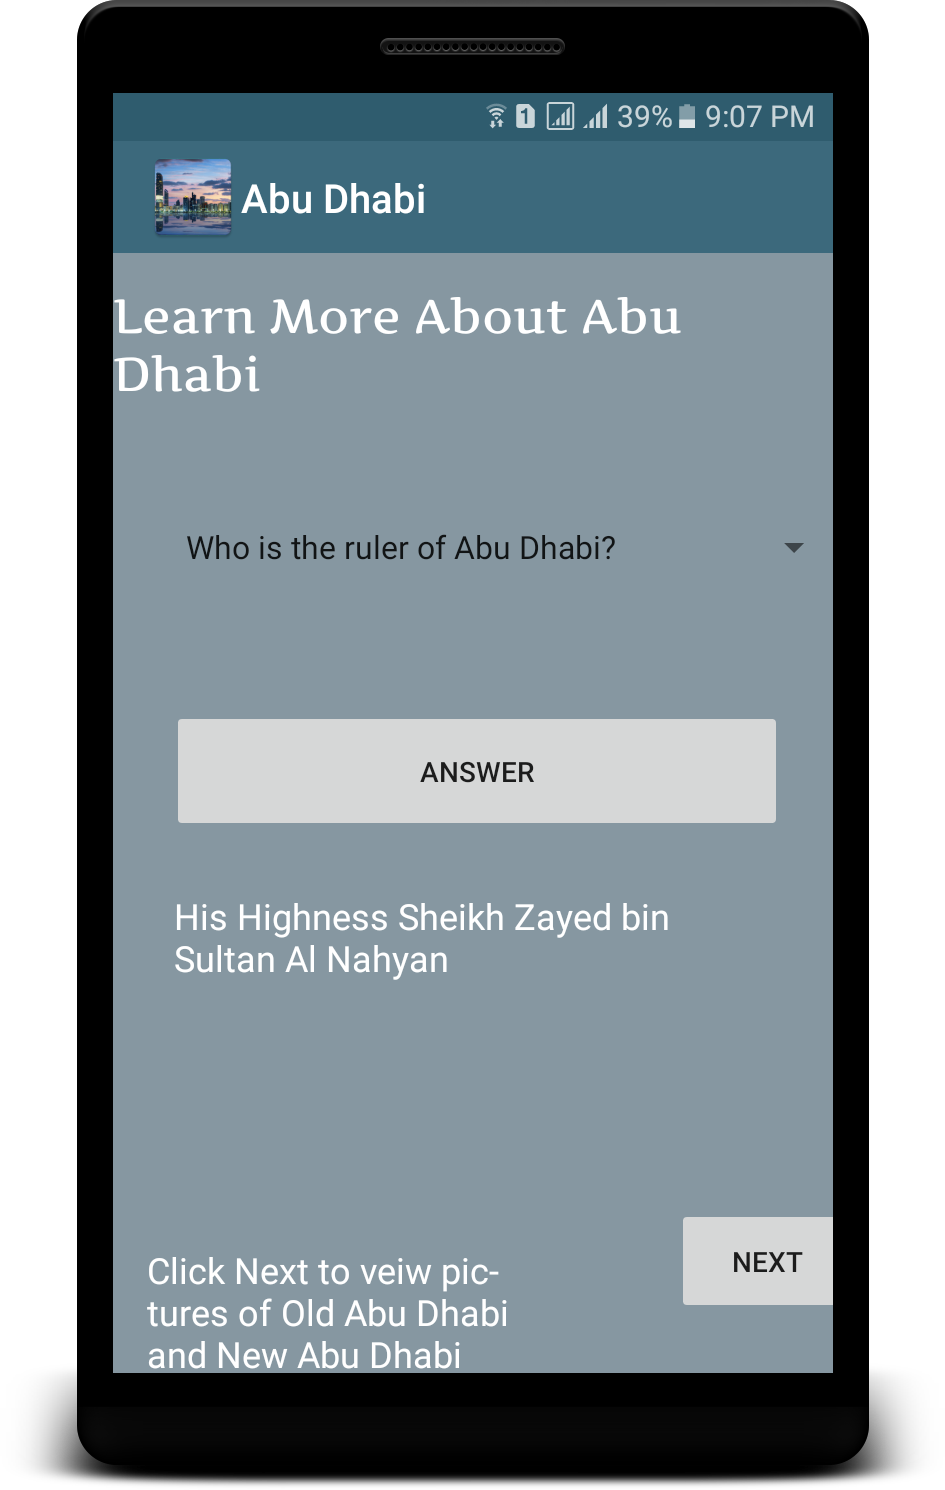 1 39% 9:07 PM
Abu Dhabi
Learn More About Abu
Dhabi
Who is the ruler of Abu Dhabi?
ANSWER
His Highness Sheikh Zayed bin
Sultan Al Nahyan
NEXT
Click Next to veiw pic-
tures of Old Abu Dhabi
and New Abu Dhabi